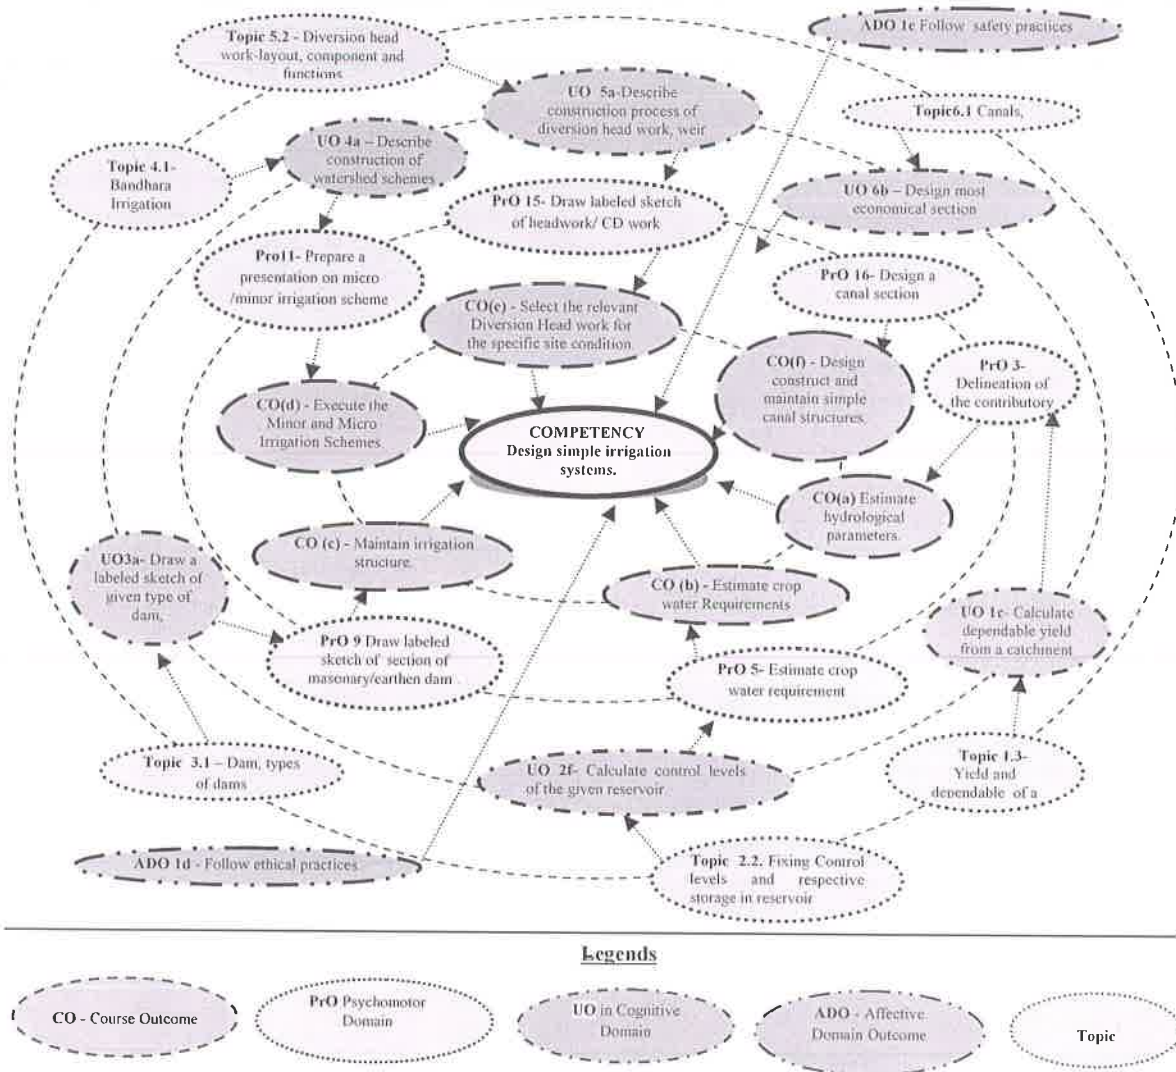 Topic 5.2 - Diversion head
work-layout, component and
functions
ADO 1e Follow safety practices
UO 5a-Describe
construction process of
diversion head work, weir
Topic6.1 Canals,
UO 4a – Describe
construction of
watershed schemes
Topic 4.1-
Bandhara
Irrigation
UO 6b – Design most
economical section
PrO 15- Draw labeled sketch
of headwork/ CD work
Pro11- Prepare a
presentation on micro
/minor irrigation scheme
PrO 16- Design a
canal section
CO(e) - Select the relevant
Diversion Head work for
the specific site condition.
CO(f) - Design
construct and
maintain simple
canal structures.
PrO 3-
Delineation of
the contributory
CO(d) - Execute the
Minor and Micro
Irrigation Schemes
COMPETENCY
Design simple irrigation
systems.
CO(a) Estimate
hydrological
parameters.
CO (c) - Maintain irrigation
structure.
UO3a- Draw a
labeled sketch of
given type of
dam,
CO (b) - Estimate crop
water Requirements
UO 1e- Calculate
dependable yield
from a catchment
PrO 9 Draw labeled
sketch of section of
masonary/earthen dam
PrO 5- Estimate crop
water requirement
Topic 3.1 – Dam, types
of dams
UO 2f- Calculate control levels
of the given reservoir
Topic 1.3-
Yield and
dependable of a
ADO 1d - Follow ethical practices
Topic 2.2. Fixing Control
levels and respective
storage in reservoir
Legends
CO - Course Outcome
PrO Psychomotor
Domain
UO in Cognitive
Domain
ADO - Affective
Domain Outcome
Topic